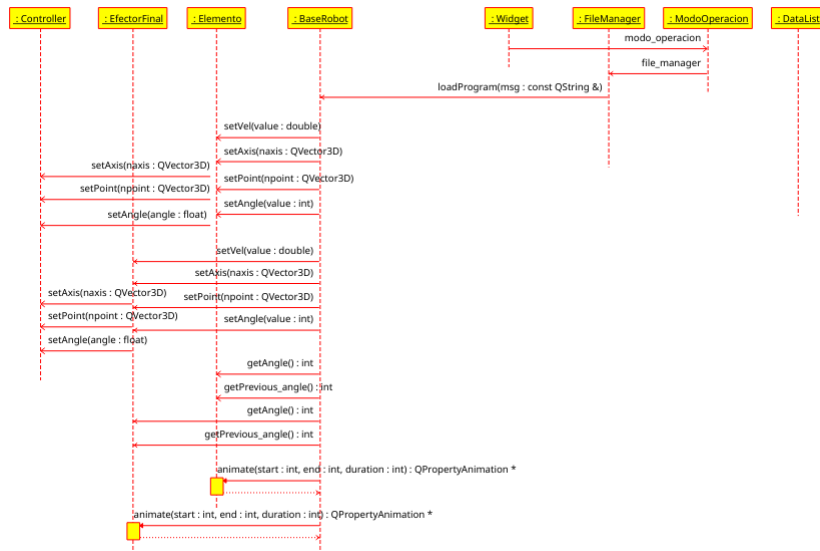 : Controller
: EfectorFinal
: Elemento
: BaseRobot
: Widget
: FileManager
: ModoOperacion
: DataList
modo_operacion
file_manager
loadProgram(msg : const QString &)
setVel(value : double)
setAxis(naxis : QVector3D)
setAxis(naxis : QVector3D)
setPoint(npoint : QVector3D)
setPoint(npoint : QVector3D)
setAngle(value : int)
setAngle(angle : float)
setVel(value : double)
setAxis(naxis : QVector3D)
setAxis(naxis : QVector3D)
setPoint(npoint : QVector3D)
setPoint(npoint : QVector3D)
setAngle(value : int)
setAngle(angle : float)
getAngle() : int
getPrevious_angle() : int
getAngle() : int
getPrevious_angle() : int
animate(start : int, end : int, duration : int) : QPropertyAnimation *
animate(start : int, end : int, duration : int) : QPropertyAnimation *